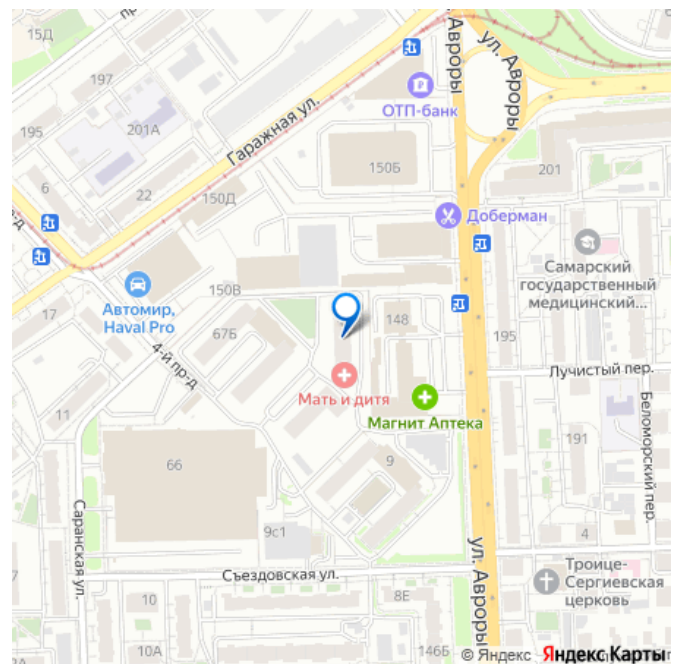 15Д
197
195
201А
Гаражная ул.
ул. Авроры
ул. Авроры
ОТП-банк
150Б
201
6
22
150Д
Доберман
Самарский
государственный
медицинский...
Автомир,
Haval Pro
150В
67Б
17
148
195
4-й пр-д
Мать и дитя
Лучистый пер.
Магнит Аптека
Беломорский пер.
11
191
66
9
9с1
Саранская ул.
4
ул. Авроры
Съездовская ул.
Троице-
Сергиевская
церковь
10
8Е
12А
10А
146Б
© Яндекс
Яндекс Карты